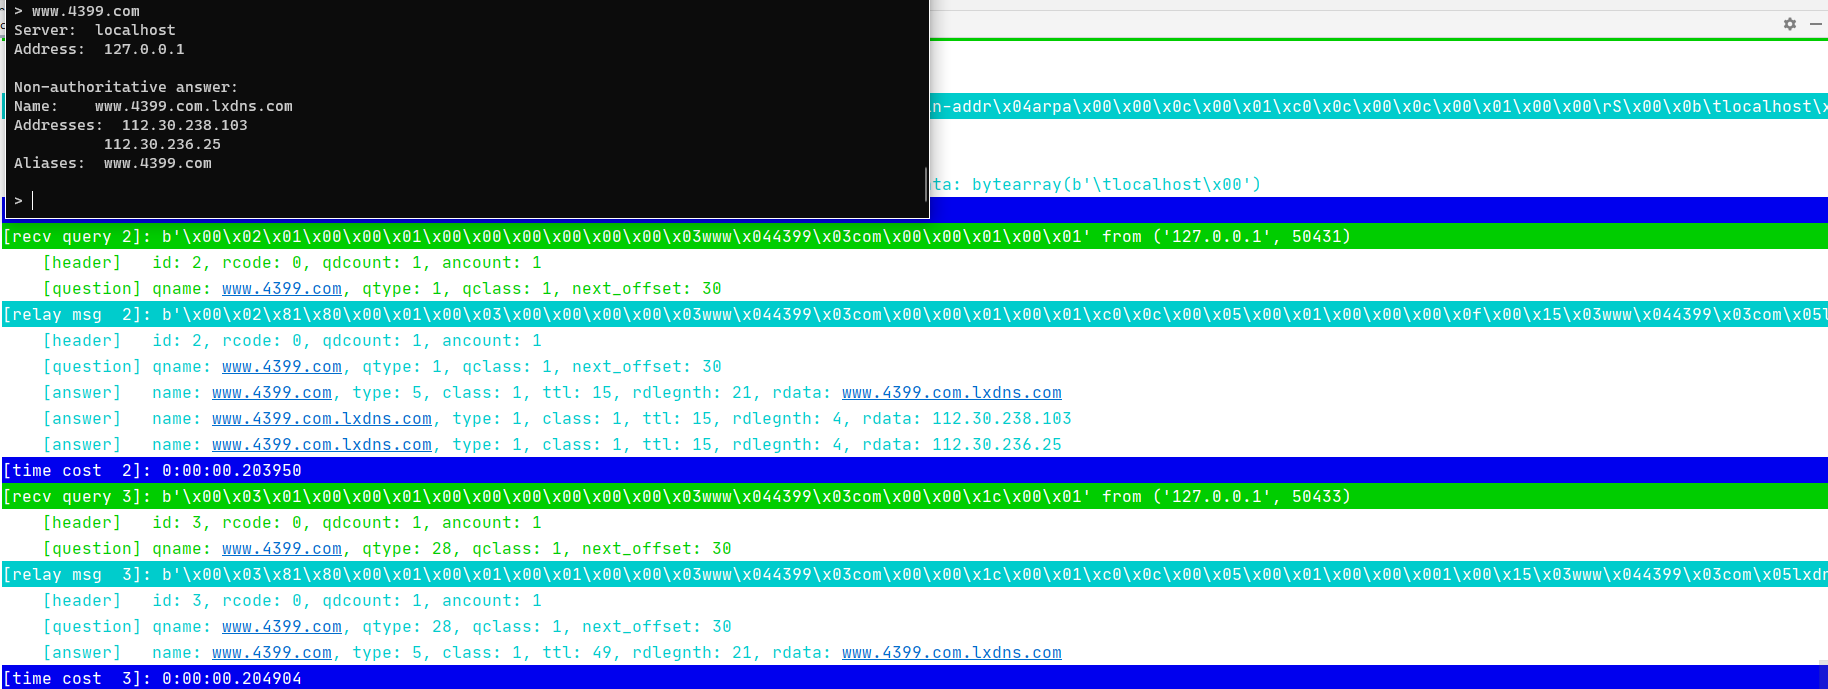 > www.4399.com
Server:  localhost
Address:  127.0.0.1
Non-authoritative answer:
Name:    www.4399.com.lxdns.com
Addresses:  112.30.238.103
112.30.236.25
Aliases:  www.4399.com
>
n-addr\x04arpa\x00\x00\x0c\x00\x01\xc0\x0c\x00\x0c\x00\x01\x00\x00\rS\x00\x0b\tlocalhost\x
ta: bytearray(b'\tlocalhost\x00')
[recv query 2]: b'\x00\x02\x01\x00\x00\x01\x00\x00\x00\x00\x00\x00\x03www\x044399\x03com\x00\x00\x01\x00\x01' from ('127.0.0.1', 50431)
[header]   id: 2, rcode: 0, qdcount: 1, ancount: 1
[question] qname: www.4399.com, qtype: 1, qclass: 1, next_offset: 30
[relay msg  2]: b'\x00\x02\x81\x80\x00\x01\x00\x03\x00\x00\x00\x00\x03www\x044399\x03com\x00\x00\x01\x00\x01\xc0\x0c\x00\x05\x00\x01\x00\x00\x00\x0f\x00\x15\x03www\x044399\x03com\x05l
[header]   id: 2, rcode: 0, qdcount: 1, ancount: 1
[question] qname: www.4399.com, qtype: 1, qclass: 1, next_offset: 30
[answer]   name: www.4399.com, type: 5, class: 1, ttl: 15, rdlegnth: 21, rdata: www.4399.com.lxdns.com
[answer]   name: www.4399.com.lxdns.com, type: 1, class: 1, ttl: 15, rdlegnth: 4, rdata: 112.30.238.103
[answer]   name: www.4399.com.lxdns.com, type: 1, class: 1, ttl: 15, rdlegnth: 4, rdata: 112.30.236.25
[time cost  2]: 0:00:00.203950
[recv query 3]: b'\x00\x03\x01\x00\x00\x01\x00\x00\x00\x00\x00\x00\x03www\x044399\x03com\x00\x00\x1c\x00\x01' from ('127.0.0.1', 50433)
[header]   id: 3, rcode: 0, qdcount: 1, ancount: 1
[question] qname: www.4399.com, qtype: 28, qclass: 1, next_offset: 30
[relay msg  3]: b'\x00\x03\x81\x80\x00\x01\x00\x01\x00\x01\x00\x00\x03www\x044399\x03com\x00\x00\x1c\x00\x01\xc0\x0c\x00\x05\x00\x01\x00\x00\x001\x00\x15\x03www\x044399\x03com\x05lxdn
[header]   id: 3, rcode: 0, qdcount: 1, ancount: 1
[question] qname: www.4399.com, qtype: 28, qclass: 1, next_offset: 30
[answer]   name: www.4399.com, type: 5, class: 1, ttl: 49, rdlegnth: 21, rdata: www.4399.com.lxdns.com
[time cost  3]: 0:00:00.204904